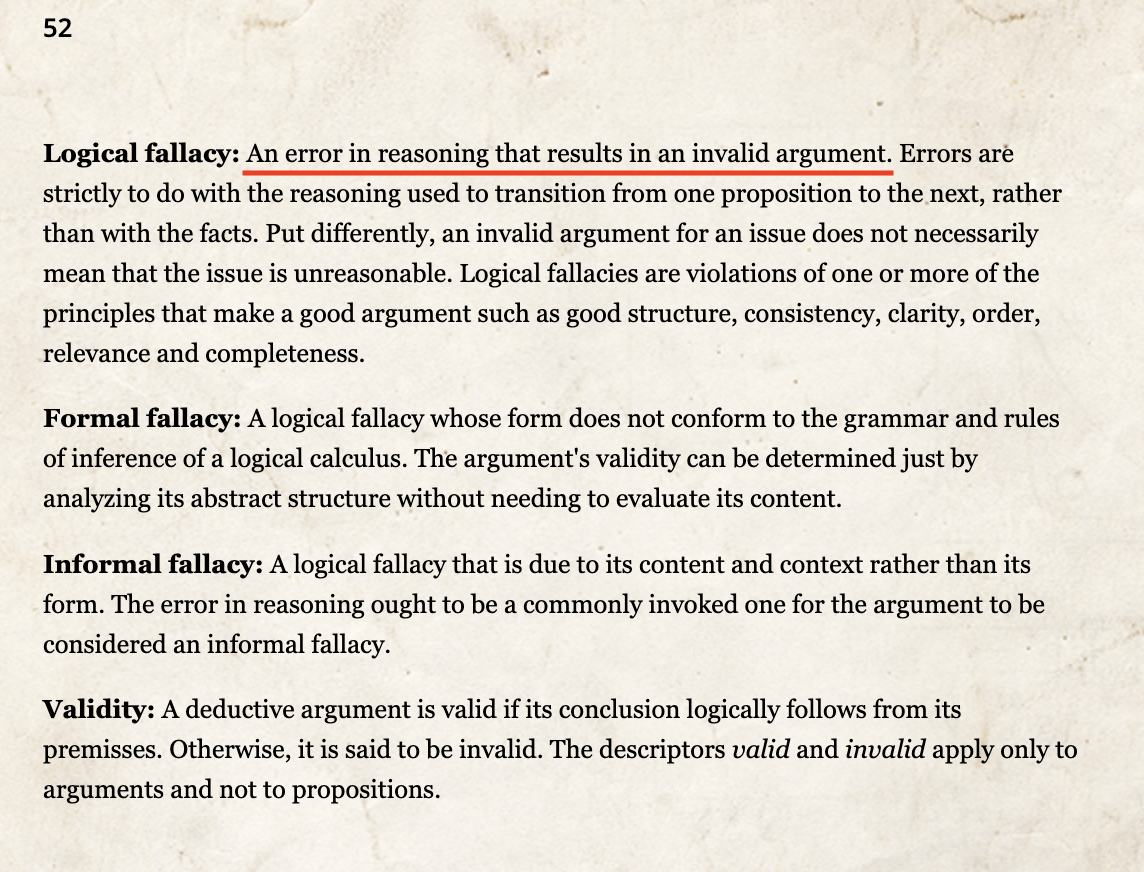 52
Logical fallacy: An error in reasoning that results in an invalid argument. Errors are
strictly to do with the reasoning used to transition from one proposition to the next, rather
than with the facts. Put differently, an invalid argument for an issue does not necessarily
mean that the issue is unreasonable. Logical fallacies are violations of one or more of the
principles that make a good argument such as good structure, consistency, clarity, order,
relevance and completeness.
Formal fallacy: A logical fallacy whose form does not conform to the grammar and rules
of inference of a logical calculus. The argument's validity can be determined just by
analyzing its abstract structure without needing to evaluate its content.
Informal fallacy: A logical fallacy that is due to its content and context rather than its
form. The error in reasoning ought to be a commonly invoked one for the argument to be
considered an informal fallacy.
Validity: A deductive argument is valid if its conclusion logically follows from its
premisses. Otherwise, it is said to be invalid. The descriptors valid and invalid apply only to
arguments and not to propositions.